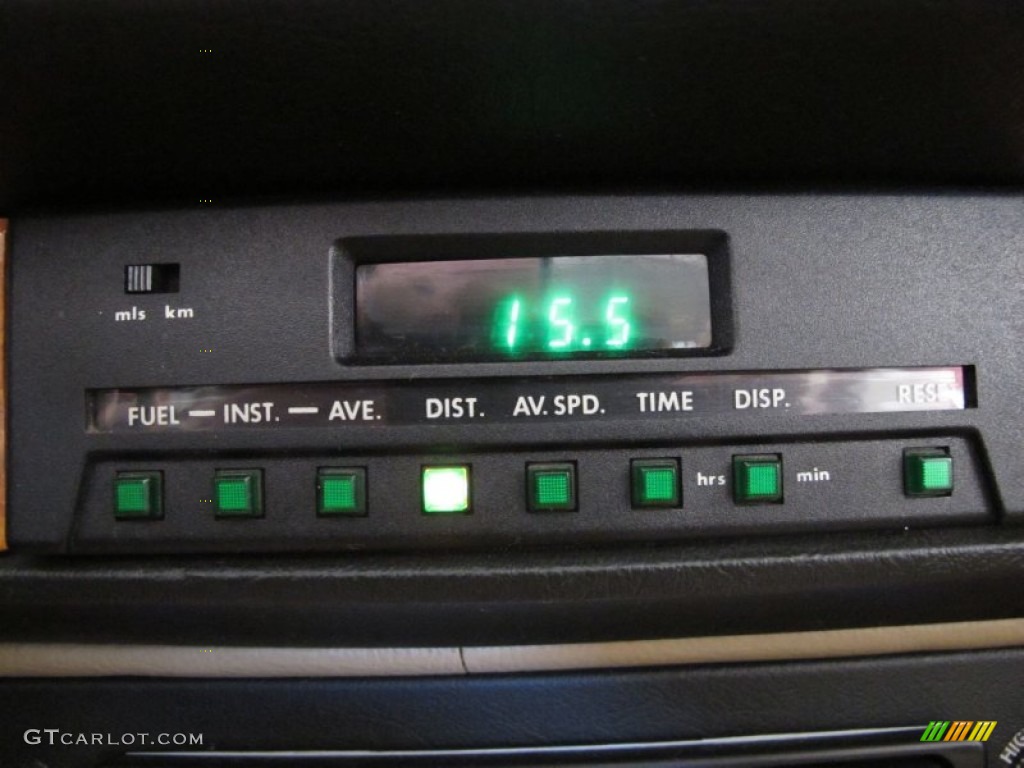 15.5
mls km
FUEL — INST. — AVE. DIST. AV. SPD. TIME DISP.
hrs min
GTCARLOT.COM